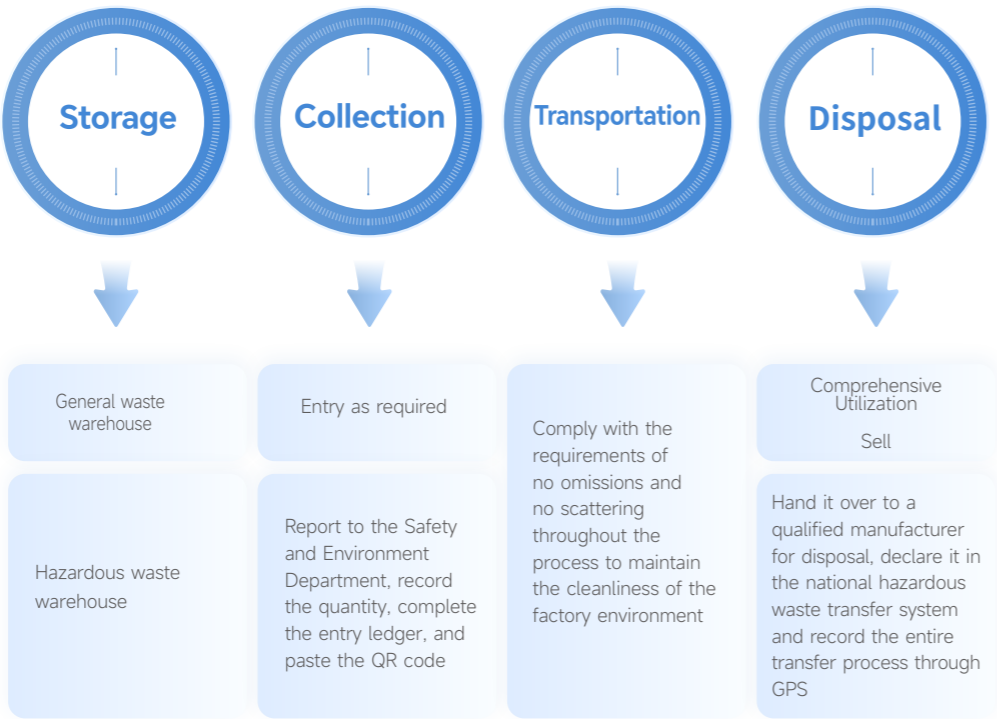 Storage
Collection
Transportation
Disposal
General waste
warehouse
Entry as required
Comply with the
requirements of
no omissions and
no scattering
throughout the
process to maintain
the cleanliness of the
factory environment
Comprehensive
Utilization
Sell
Hazardous waste
warehouse
Report to the Safety
and Environment
Department, record
the quantity, complete
the entry ledger, and
paste the QR code
Hand it over to a
qualified manufacturer
for disposal, declare it in
the national hazardous
waste transfer system
and record the entire
transfer process through
GPS